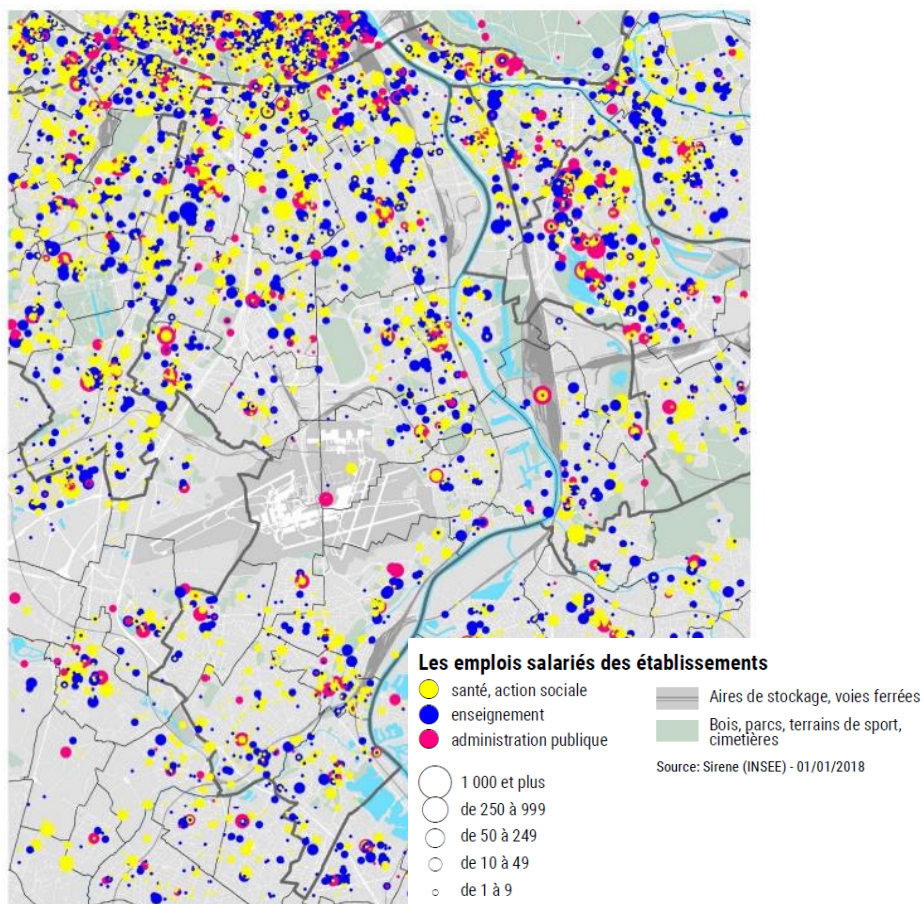 Les emplois salariés des établissements
santé, action sociale
enseignement
administration publique
1 000 et plus
de 250 à 999
de 50 à 249
de 10 à 49
de 1 à 9
Aires de stockage, voies ferrées
Bois, parcs, terrains de sport,
cimetières
Source: Sirene (INSEE) - 01/01/2018